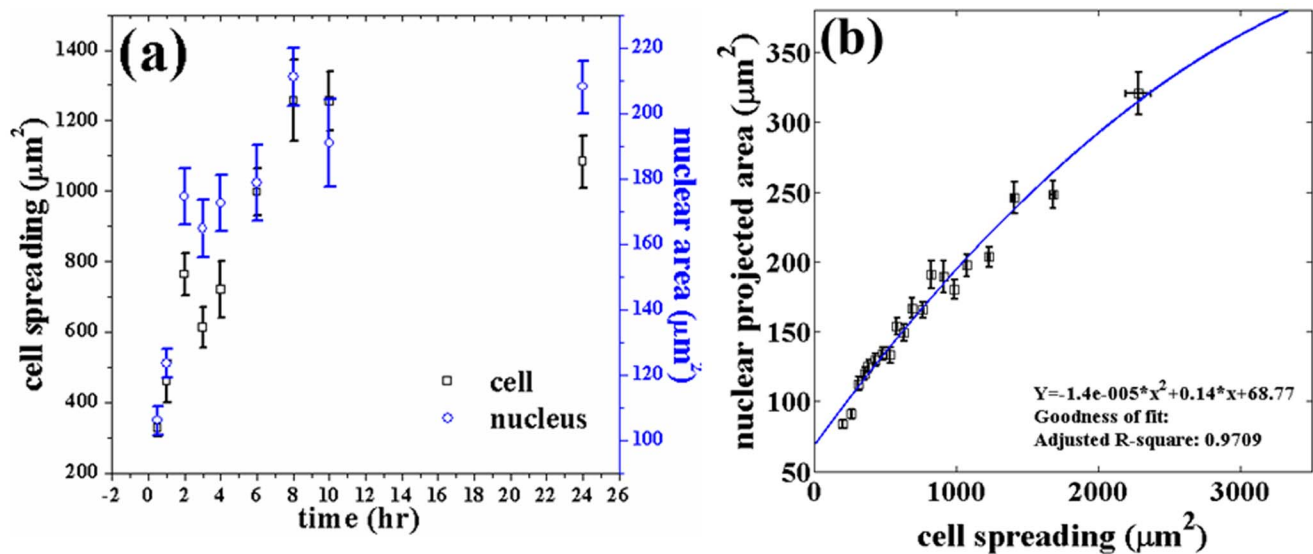 (a)
cell spreading (μm²)
1400
1200
1000
800
600
400
200
-2 0 2 4 6 8 10 12 14 16 18 20 22 24 26
time (hr)
220
200
180
160
140
120
100
nuclear area (μm²)
cell
nucleus
(b)
nuclear projected area (μm²)
350
300
250
200
150
100
50
0 1000 2000 3000
cell spreading (μm²)
Y=-1.4e-005*x²+0.14*x+68.77
Goodness of fit:
Adjusted R-square: 0.9709